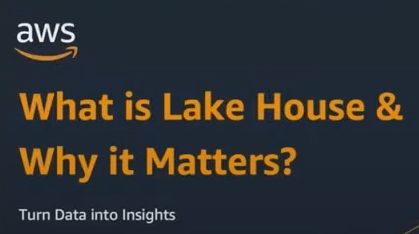 aws
What is Lake House &
Why it Matters?
Turn Data into Insights